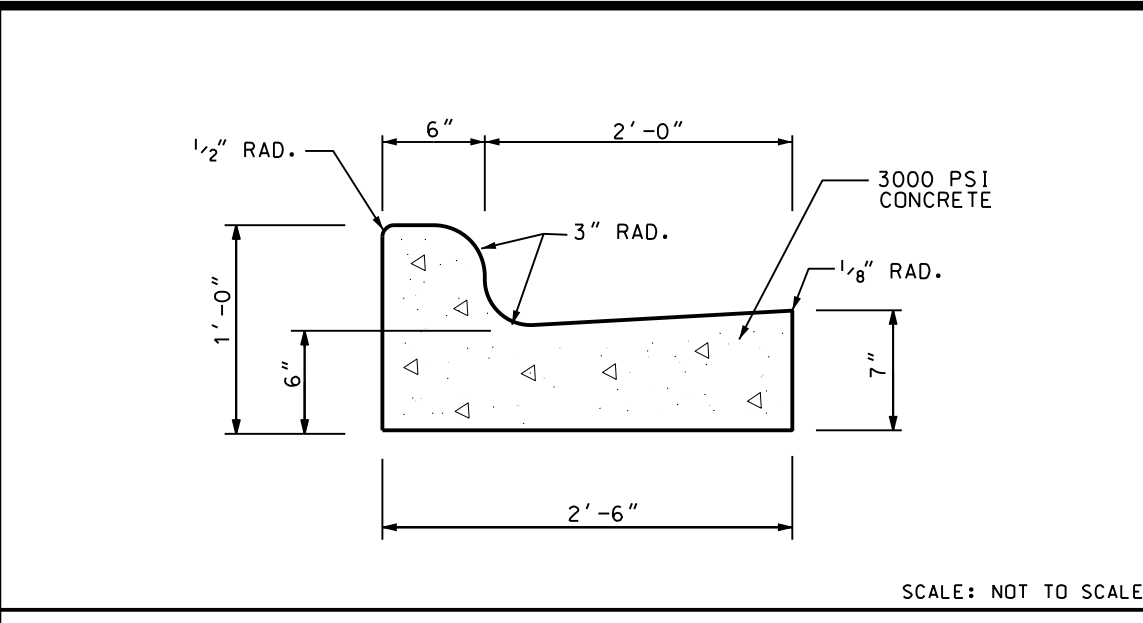 6" 2'-0"
1/2" RAD.
3000 PSI
CONCRETE
3" RAD.
1/8" RAD.
1'-0"
6"
7"
2'-6"
SCALE: NOT TO SCALE